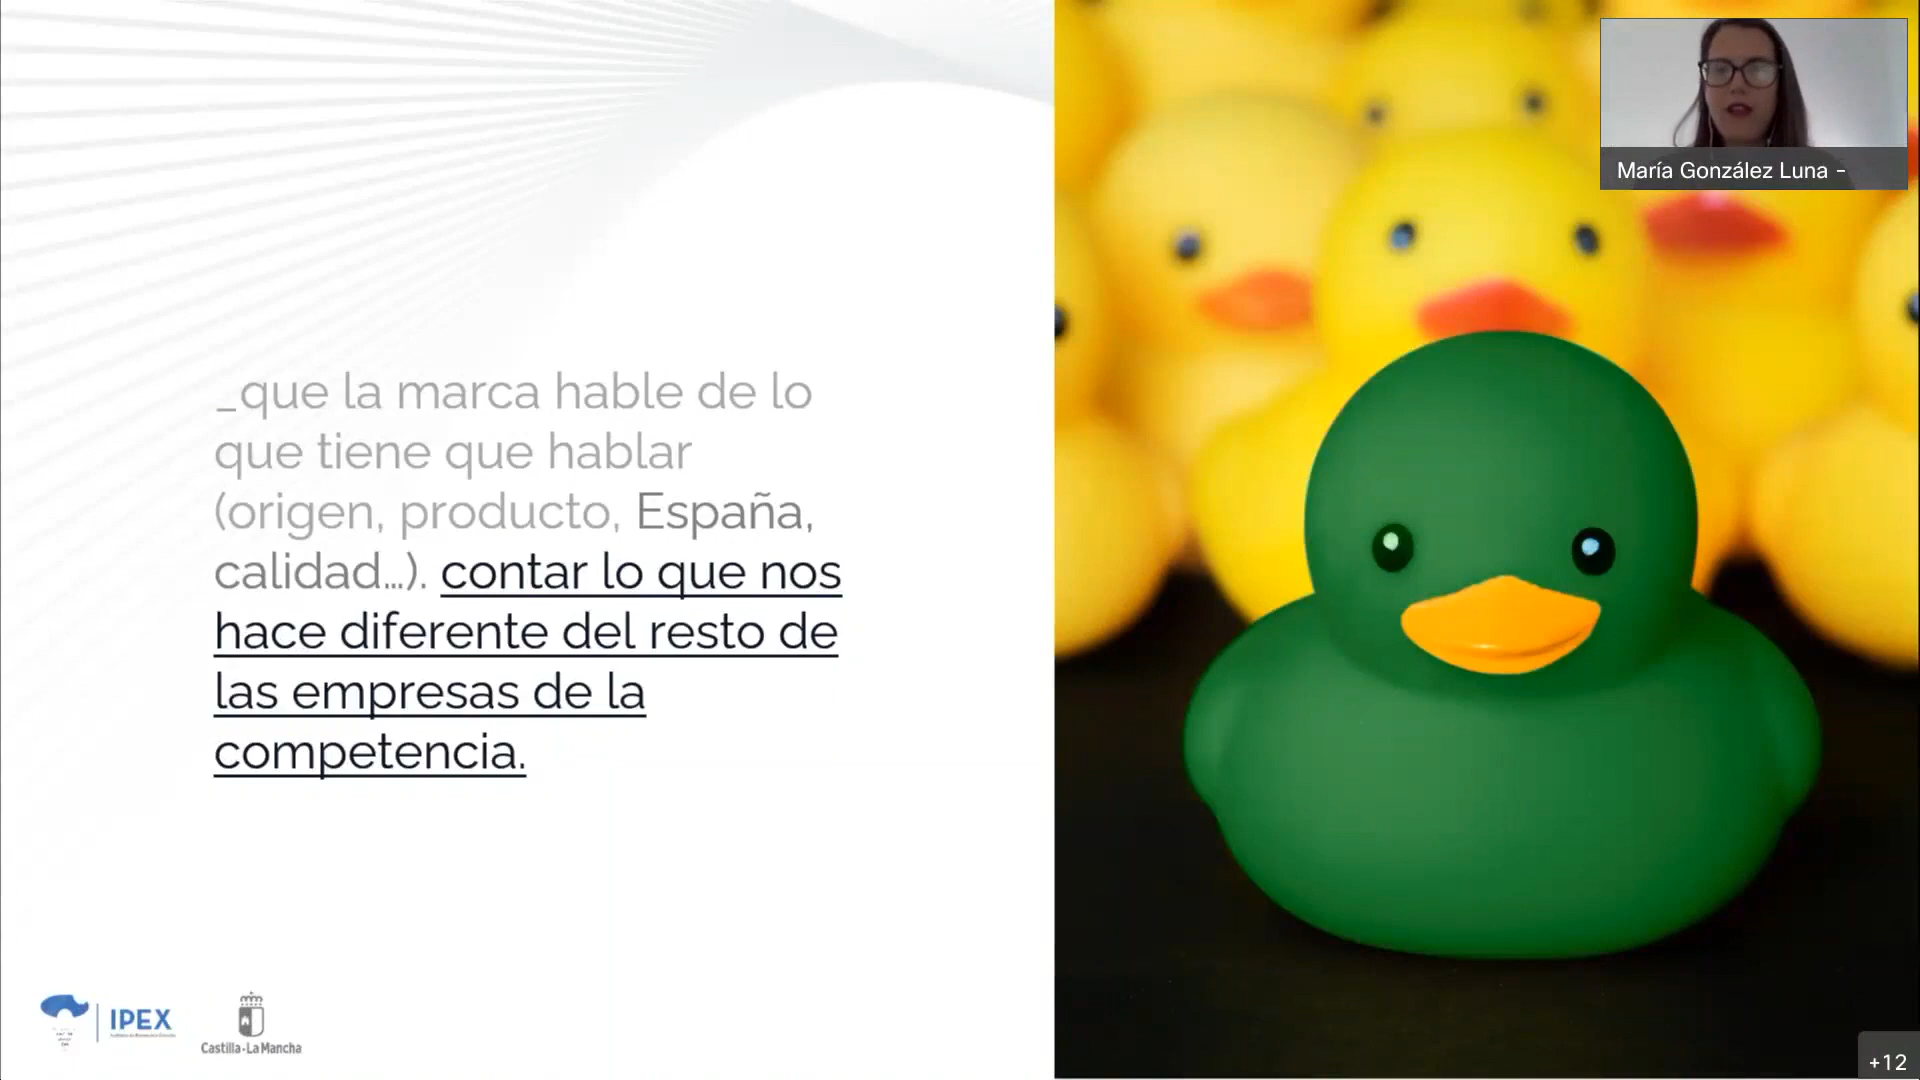 María González Luna -
_que la marca hable de lo
que tiene que hablar
(origen, producto, España,
calidad...). contar lo que nos
hace diferente del resto de
las empresas de la
competencia.
IPEX
Castilla-La Mancha
+12